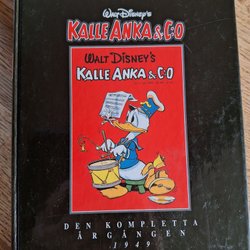 Walt Disney's
KALLE ANKA & C:O
WALT DISNEY'S
KALLE ANKA & C:O
DEN KOMPLETTA
ÅRGÅNGEN
1949